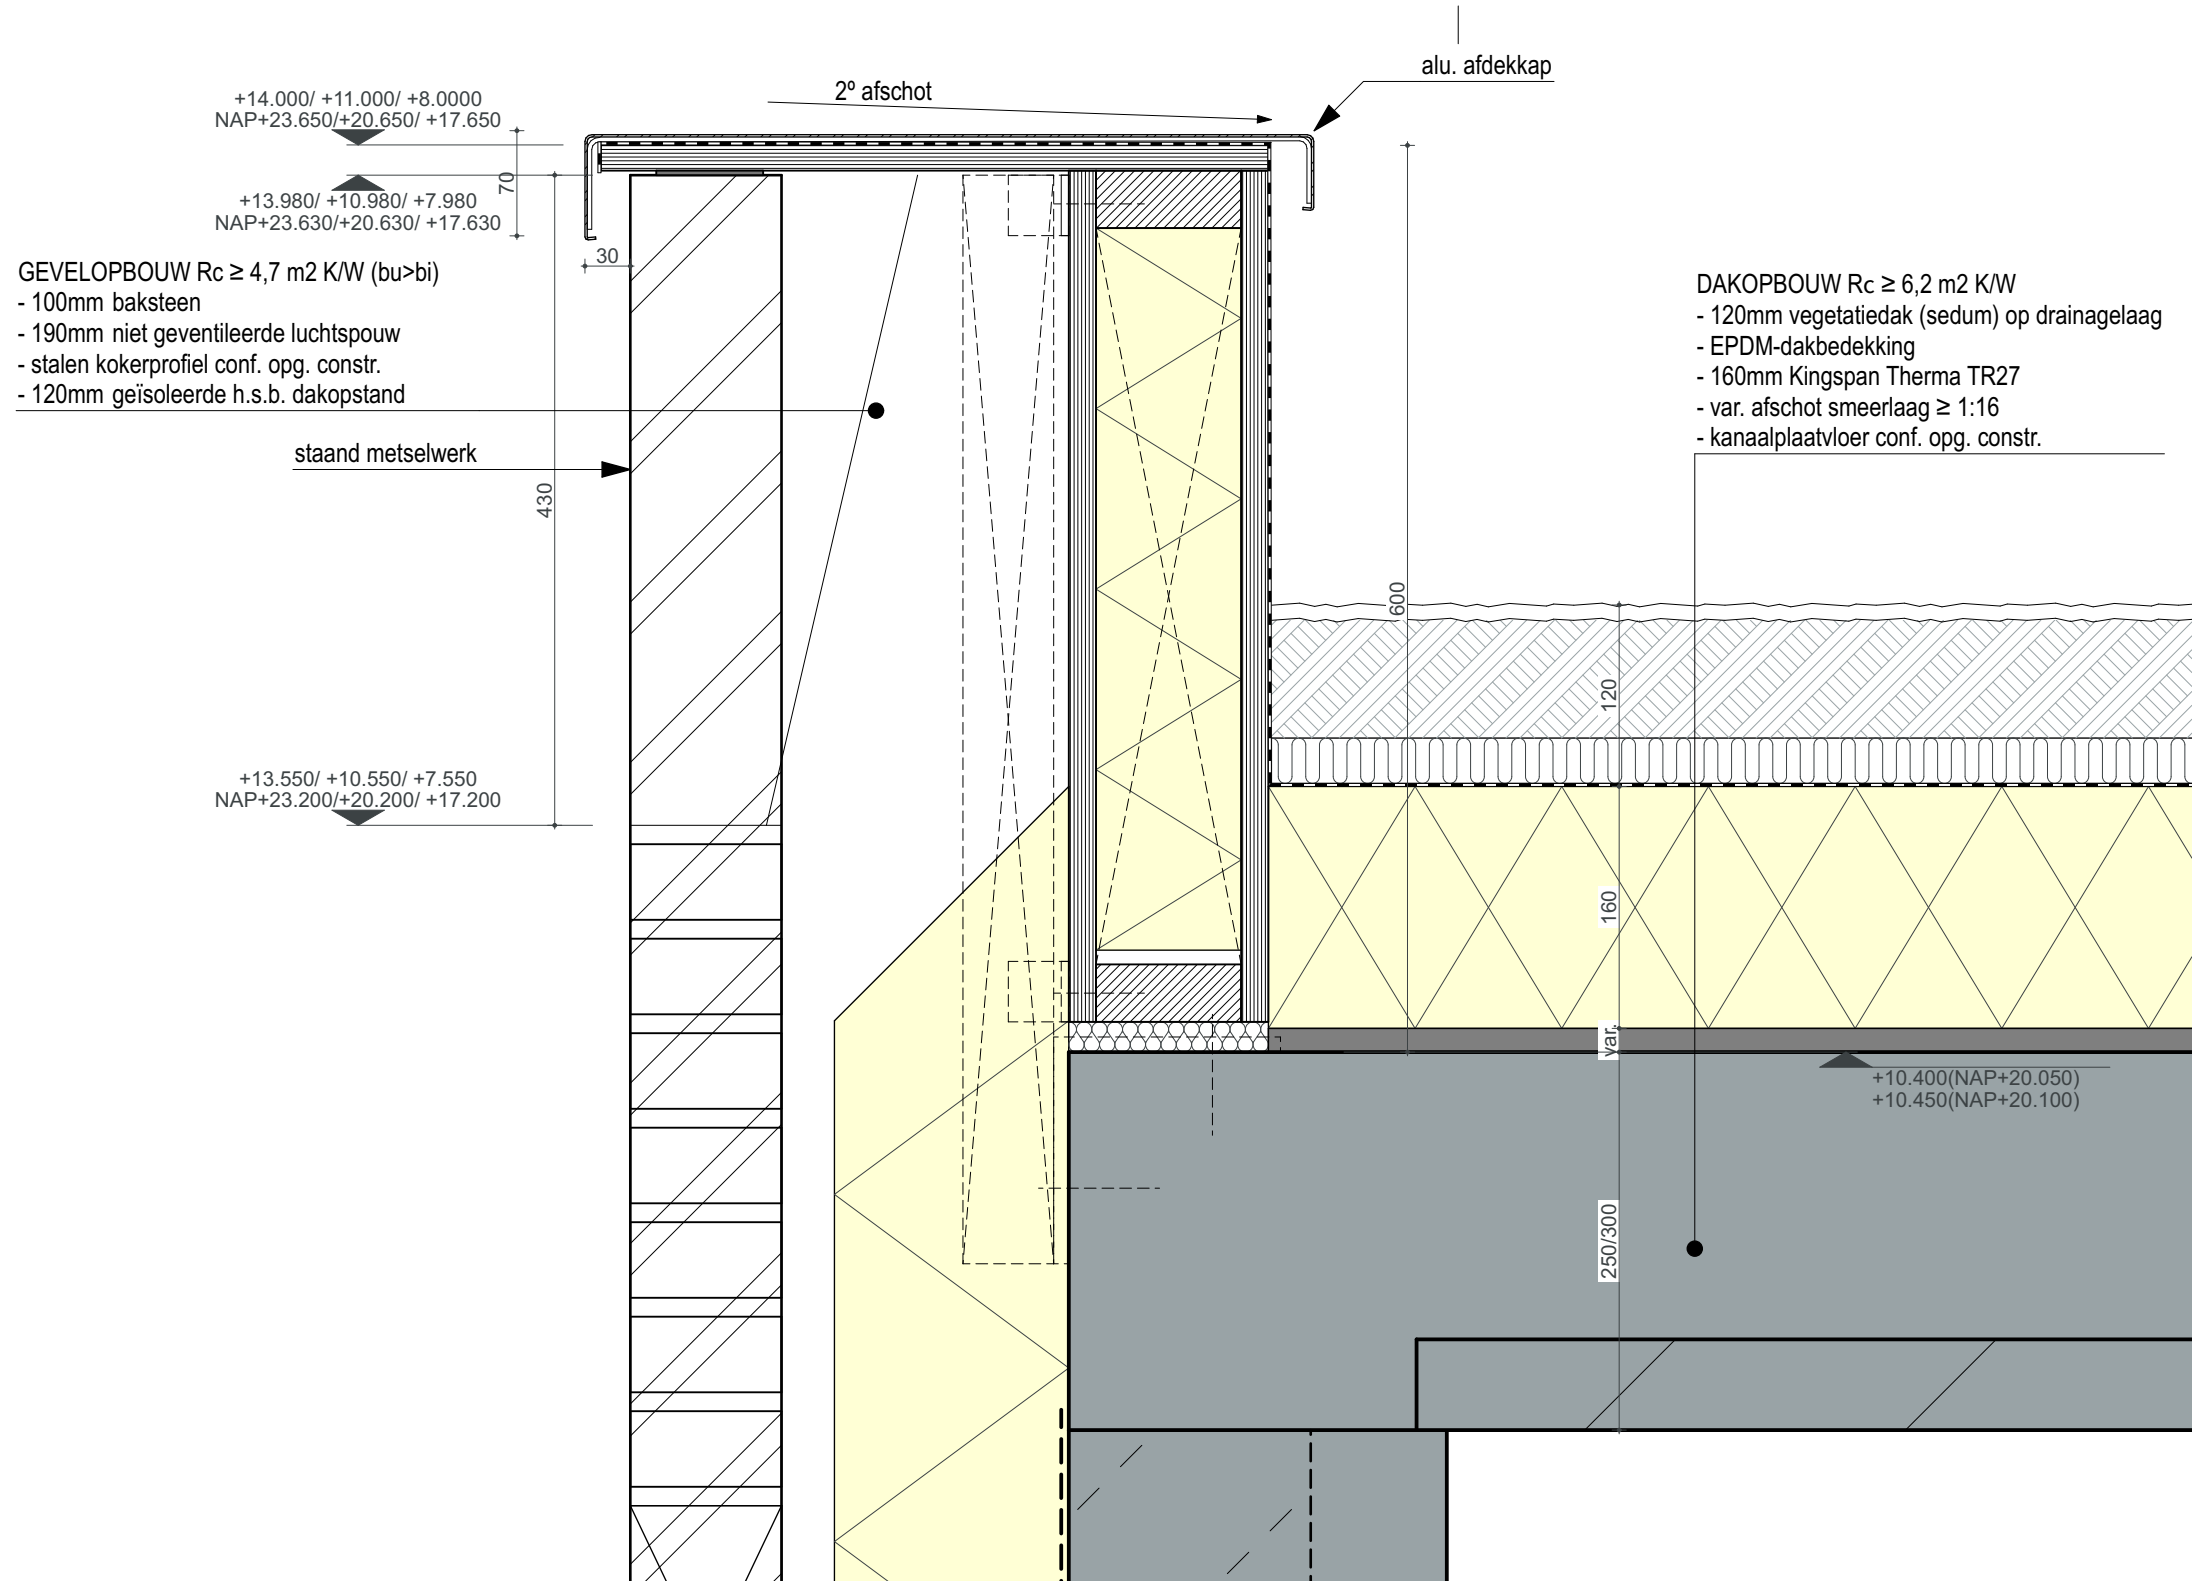 alu. afdekkap
2º afschot
+14.000/ +11.000/ +8.0000
NAP+23.650/+20.650/ +17.650
70
+13.980/ +10.980/ +7.980
NAP+23.630/+20.630/ +17.630
30
GEVELOPBOUW Rc ≥ 4,7 m2 K/W (bu>bi)
- 100mm baksteen
- 190mm niet geventileerde luchtspouw
- stalen kokerprofiel conf. opg. constr.
- 120mm geïsoleerde h.s.b. dakopstand
staand metselwerk
430
DAKOPBOUW Rc ≥ 6,2 m2 K/W
- 120mm vegetatiedak (sedum) op drainagelaag
- EPDM-dakbedekking
- 160mm Kingspan Therma TR27
- var. afschot smeerlaag ≥ 1:16
- kanaalplaatvloer conf. opg. constr.
600
120
+13.550/ +10.550/ +7.550
NAP+23.200/+20.200/ +17.200
160
var.
+10.400(NAP+20.050)
+10.450(NAP+20.100)
250/300